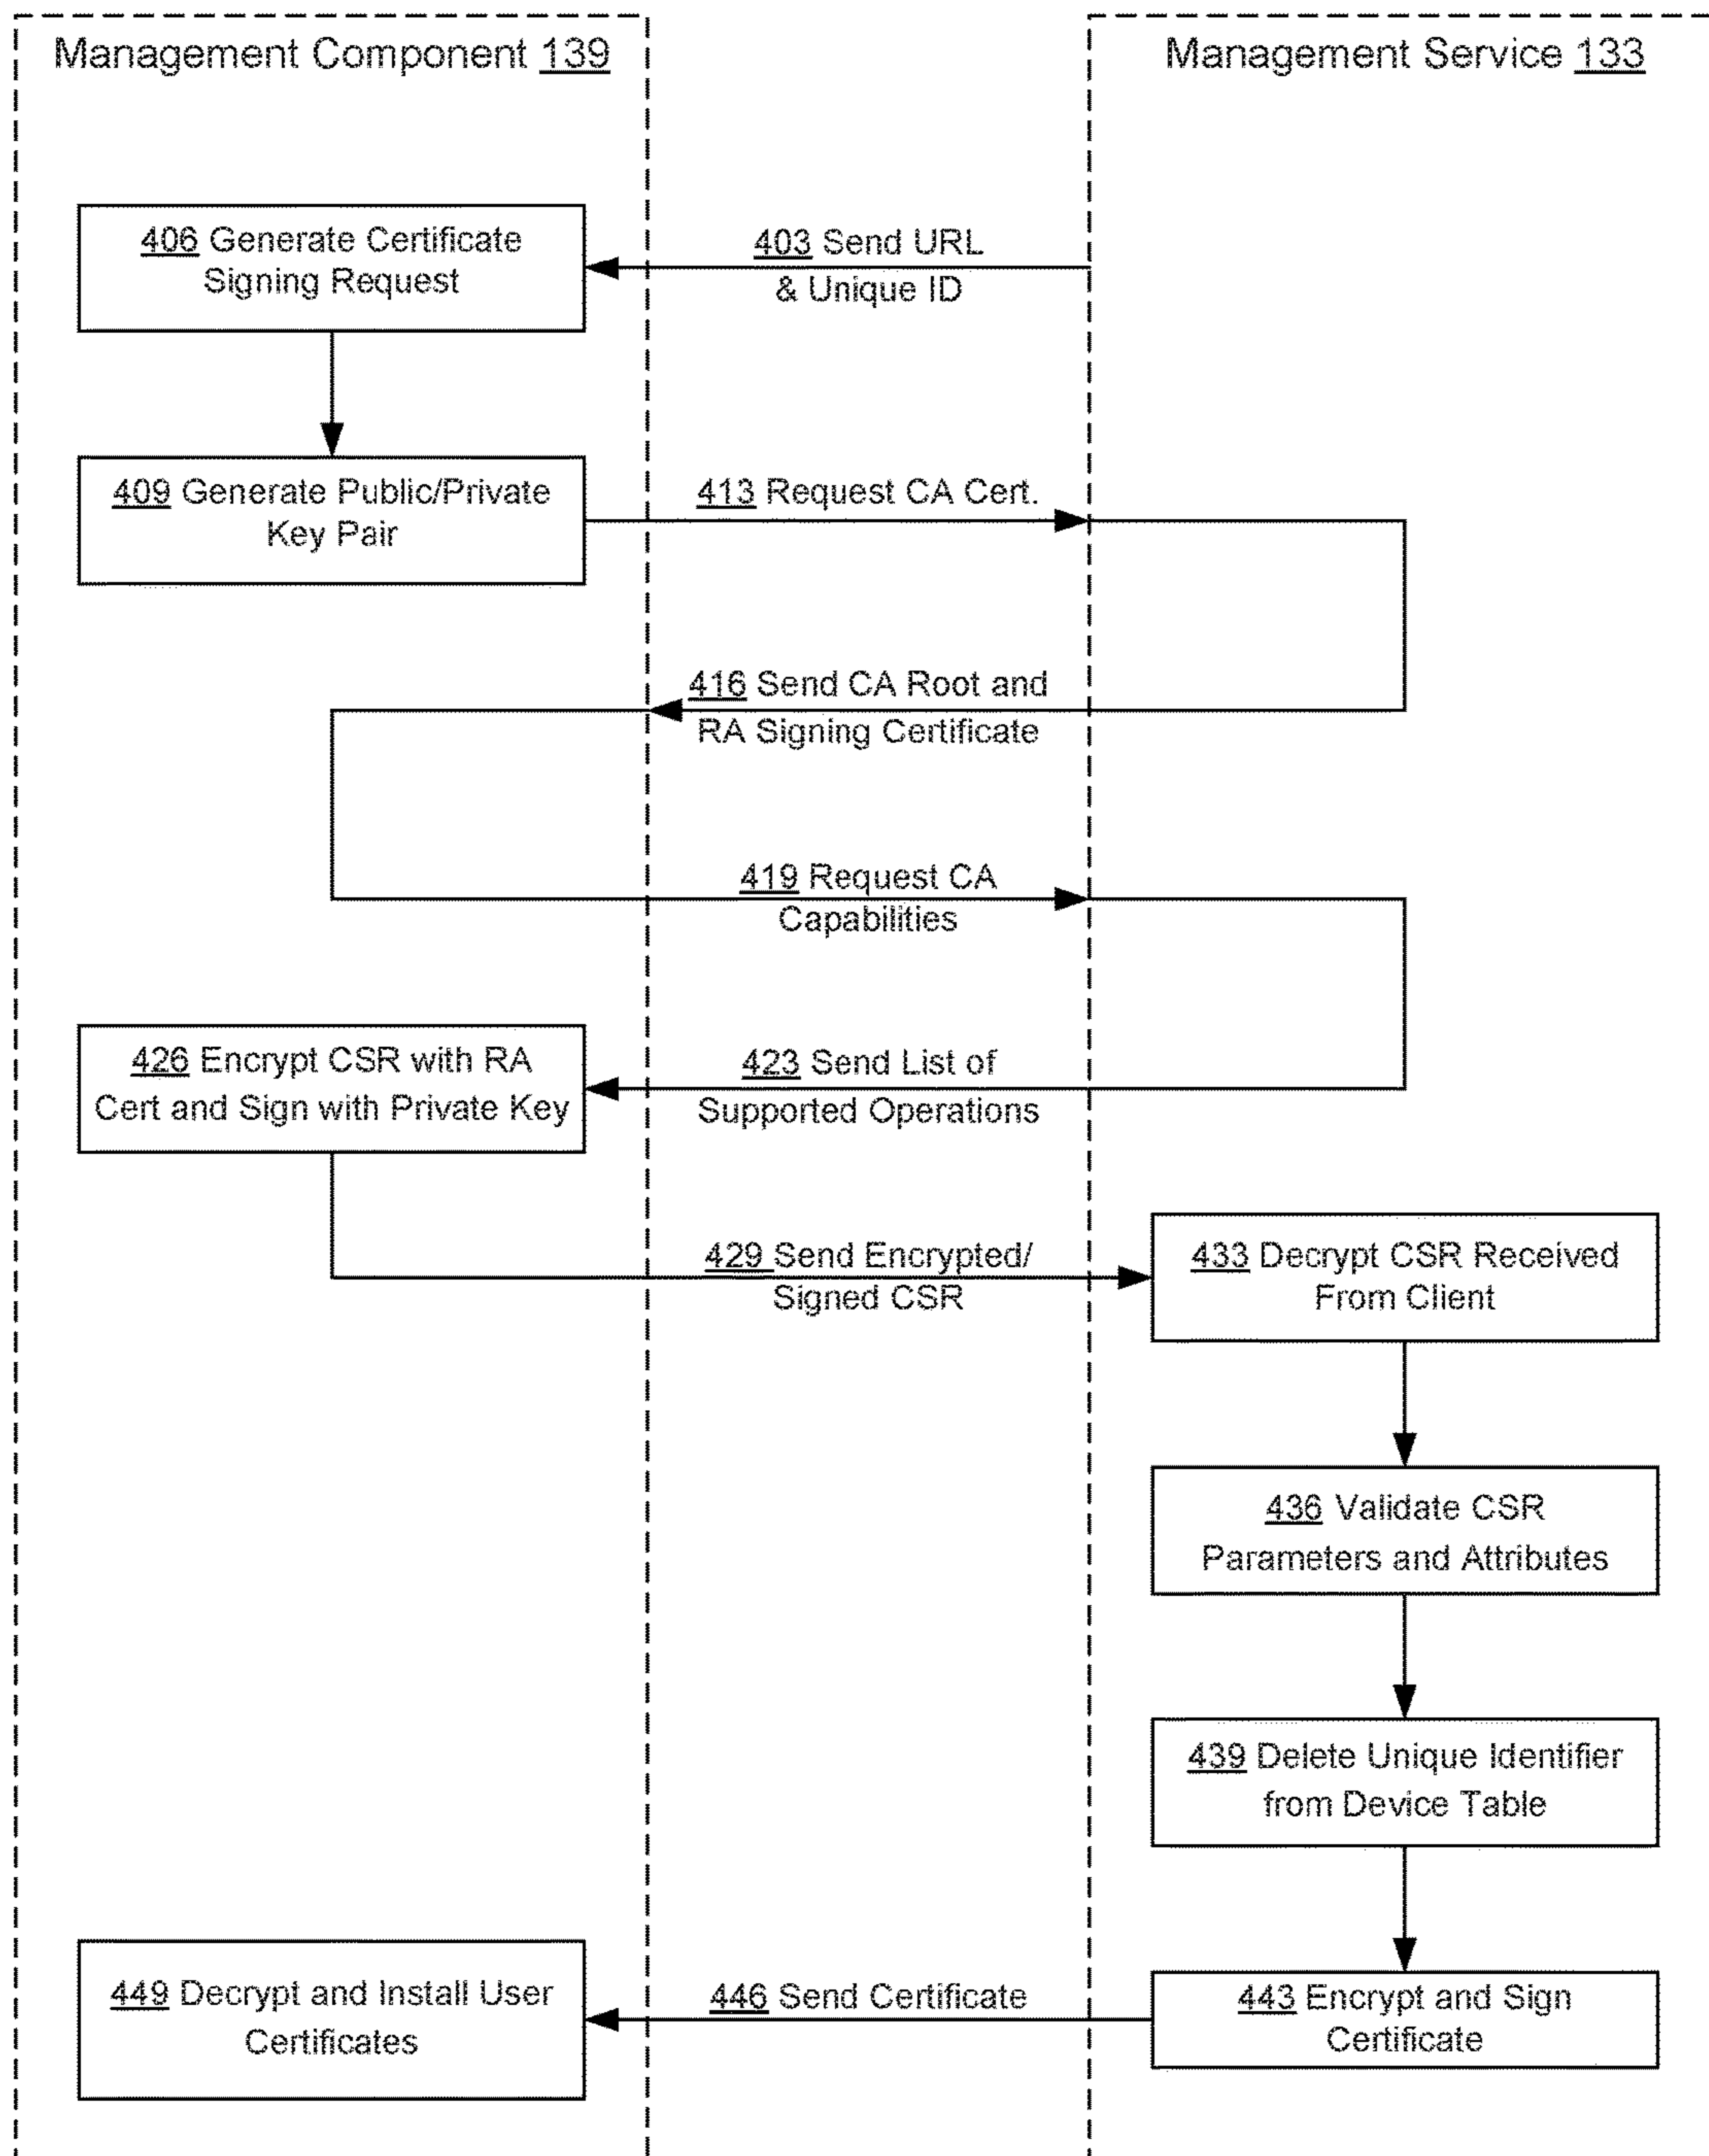 Management Component 139
Management Service 133
406 Generate Certificate
Signing Request
403 Send URL
& Unique ID
409 Generate Public/Private
Key Pair
413 Request CA Cert.
416 Send CA Root and
RA Signing Certificate
419 Request CA
Capabilities
426 Encrypt CSR with RA
Cert and Sign with Private Key
423 Send List of
Supported Operations
429 Send Encrypted/
Signed CSR
433 Decrypt CSR Received
From Client
436 Validate CSR
Parameters and Attributes
439 Delete Unique Identifier
from Device Table
449 Decrypt and Install User
Certificates
446 Send Certificate
443 Encrypt and Sign
Certificate